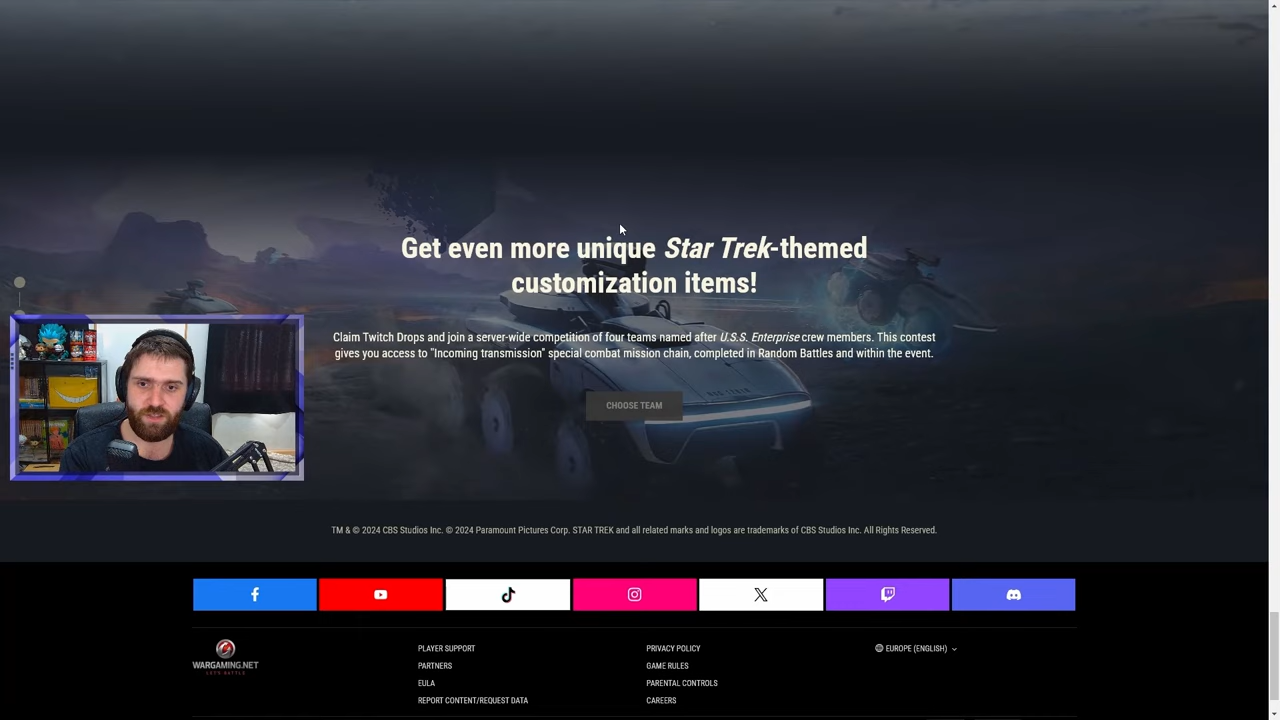 Get even more unique Star Trek-themed
customization items!
Claim Twitch Drops and join a server-wide competition of four teams named after U.S.S. Enterprise crew members. This contest
gives you access to "Incoming transmission" special combat mission chain, completed in Random Battles and within the event.
CHOOSE TEAM
TM & © 2024 CBS Studios Inc. © 2024 Paramount Pictures Corp. STAR TREK and all related marks and logos are trademarks of CBS Studios Inc. All Rights Reserved.
WARGAMING.NET
LET'S BATTLE
PLAYER SUPPORT
PARTNERS
EULA
REPORT CONTENT/REQUEST DATA
PRIVACY POLICY
GAME RULES
PARENTAL CONTROLS
CAREERS
EUROPE (ENGLISH)